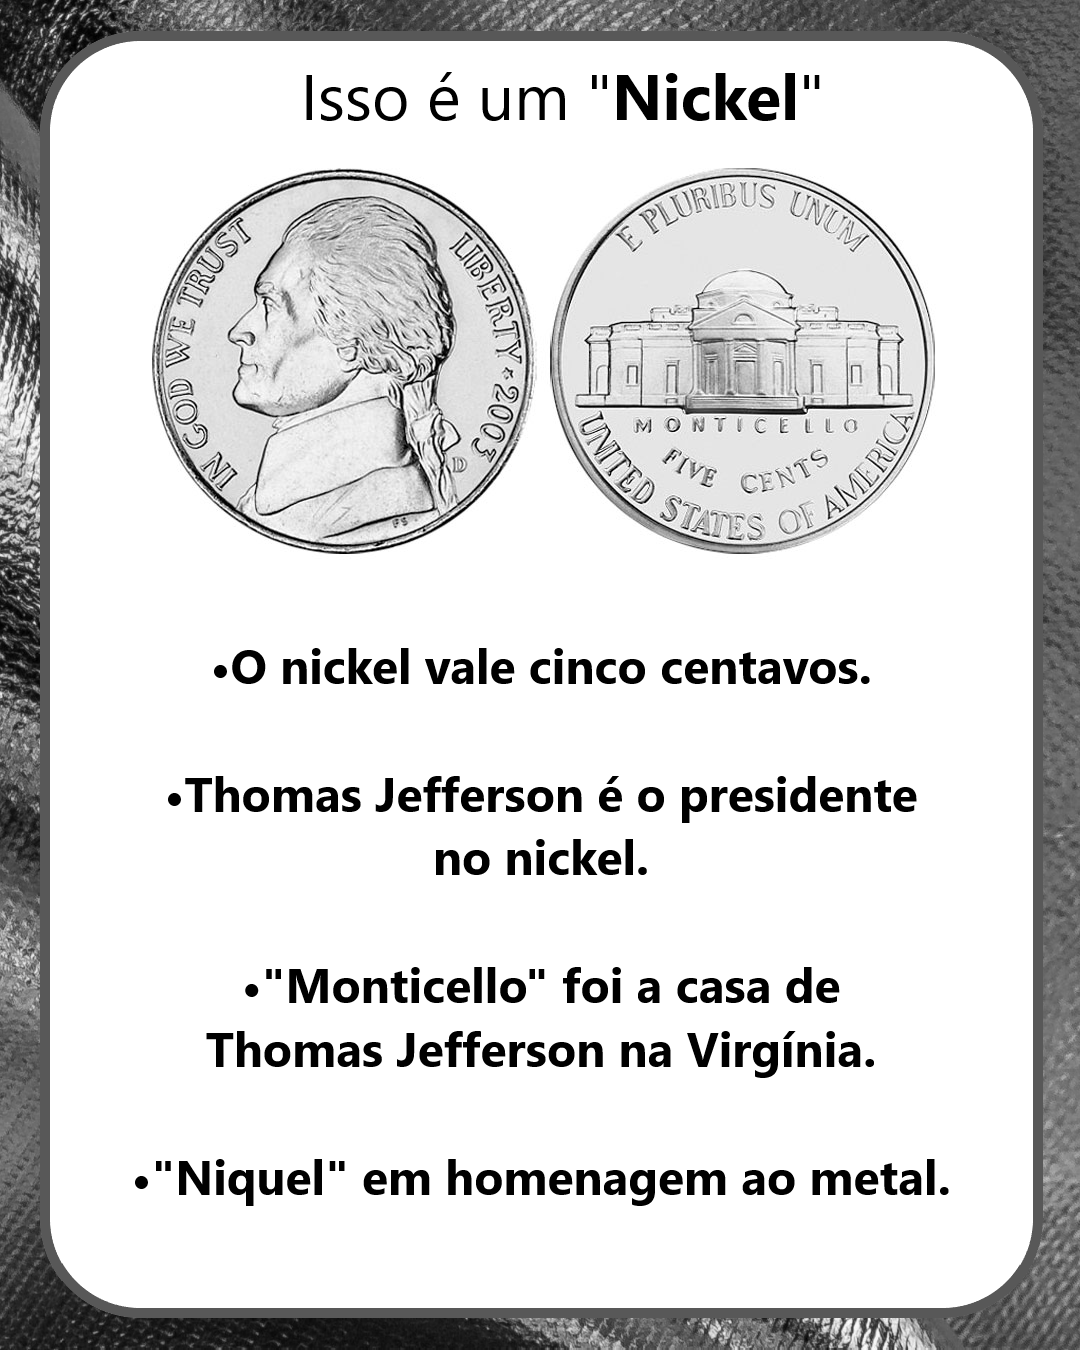 Isso é um "Nickel"
IN GOD WE TRUST
LIBERTY ★ 2003
D
FS
E PLURIBUS UNUM
MONTICELLO
FIVE CENTS
UNITED STATES OF AMERICA
•O nickel vale cinco centavos.
•Thomas Jefferson é o presidente
no nickel.
•"Monticello" foi a casa de
Thomas Jefferson na Virgínia.
•"Niquel" em homenagem ao metal.